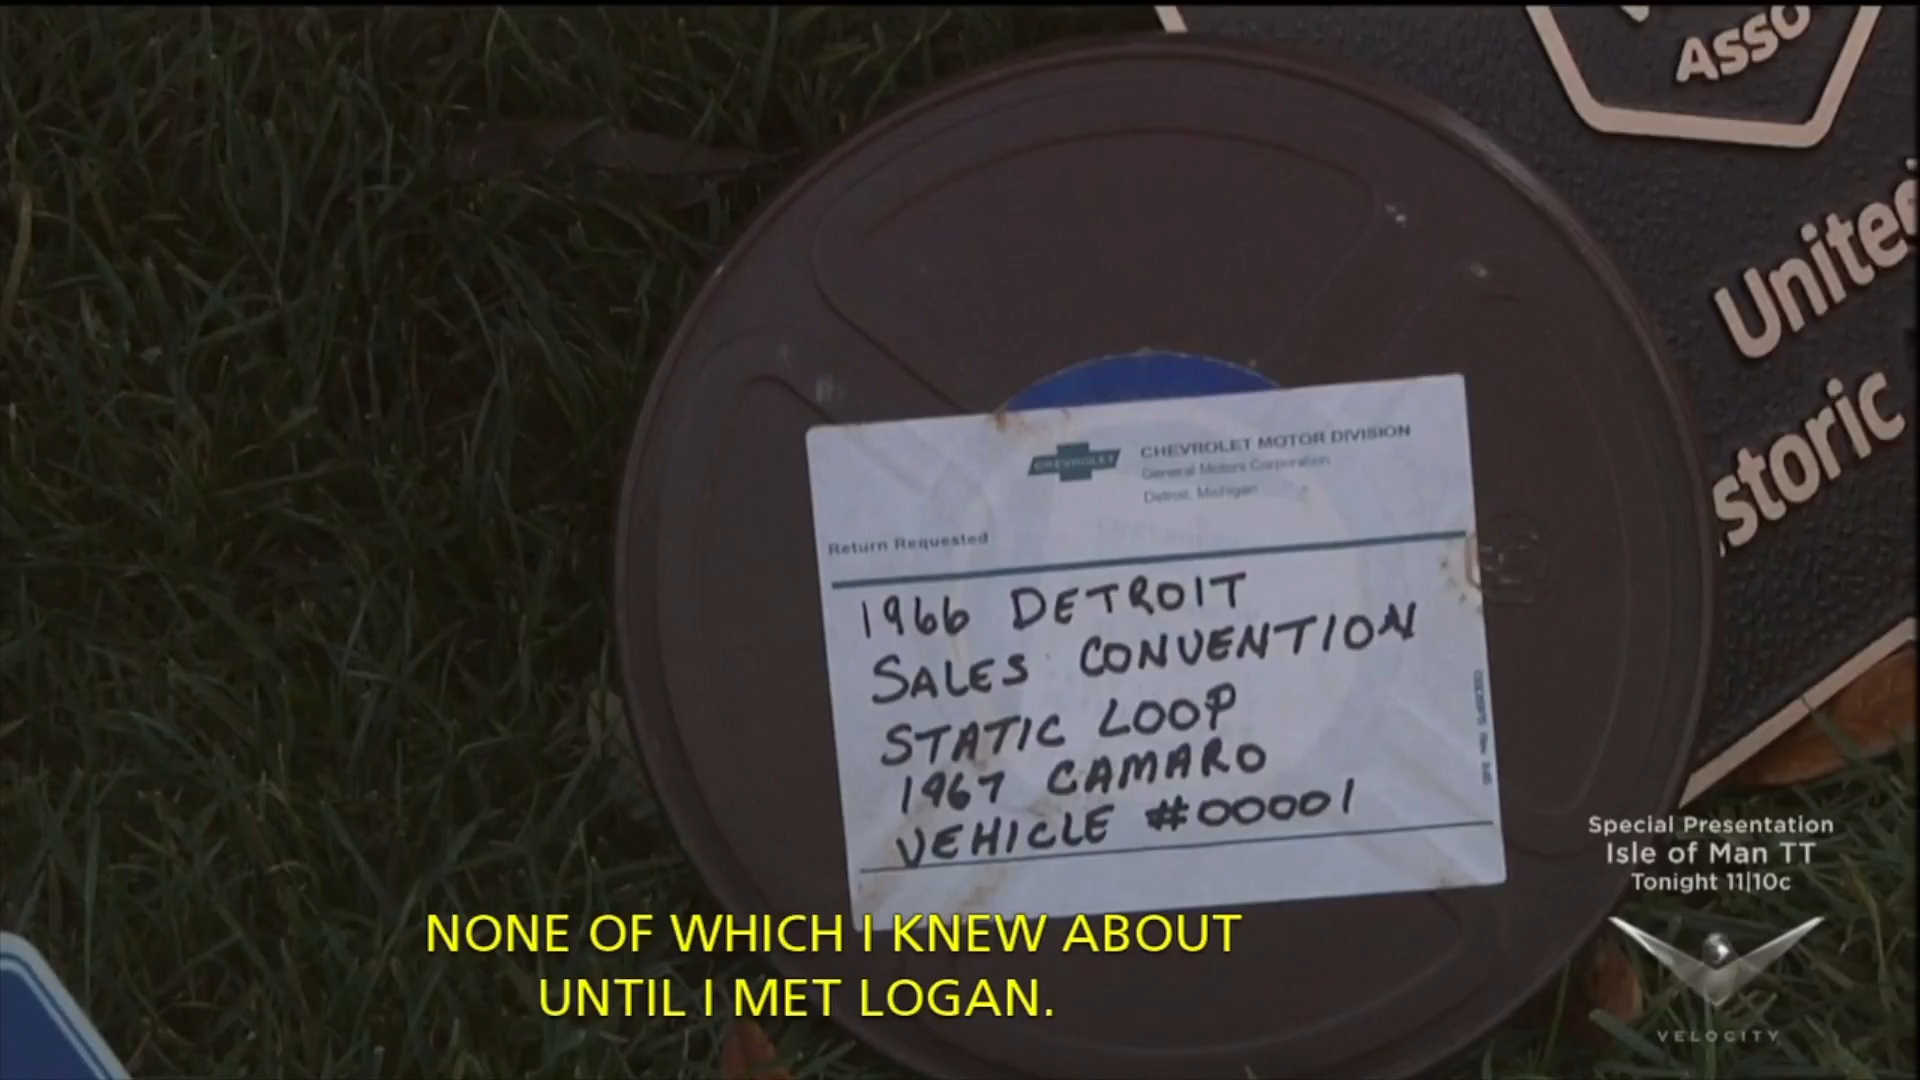 ASSO
United
storic
CHEVROLET
CHEVROLET MOTOR DIVISION
General Motors Corporation
Detroit, Michigan
Return Requested
1966 DETROIT
SALES CONVENTION
STATIC LOOP
1967 CAMARO
VEHICLE #00001
Special Presentation
Isle of Man TT
Tonight 11|10c
NONE OF WHICH I KNEW ABOUT
UNTIL I MET LOGAN.
VELOCITY